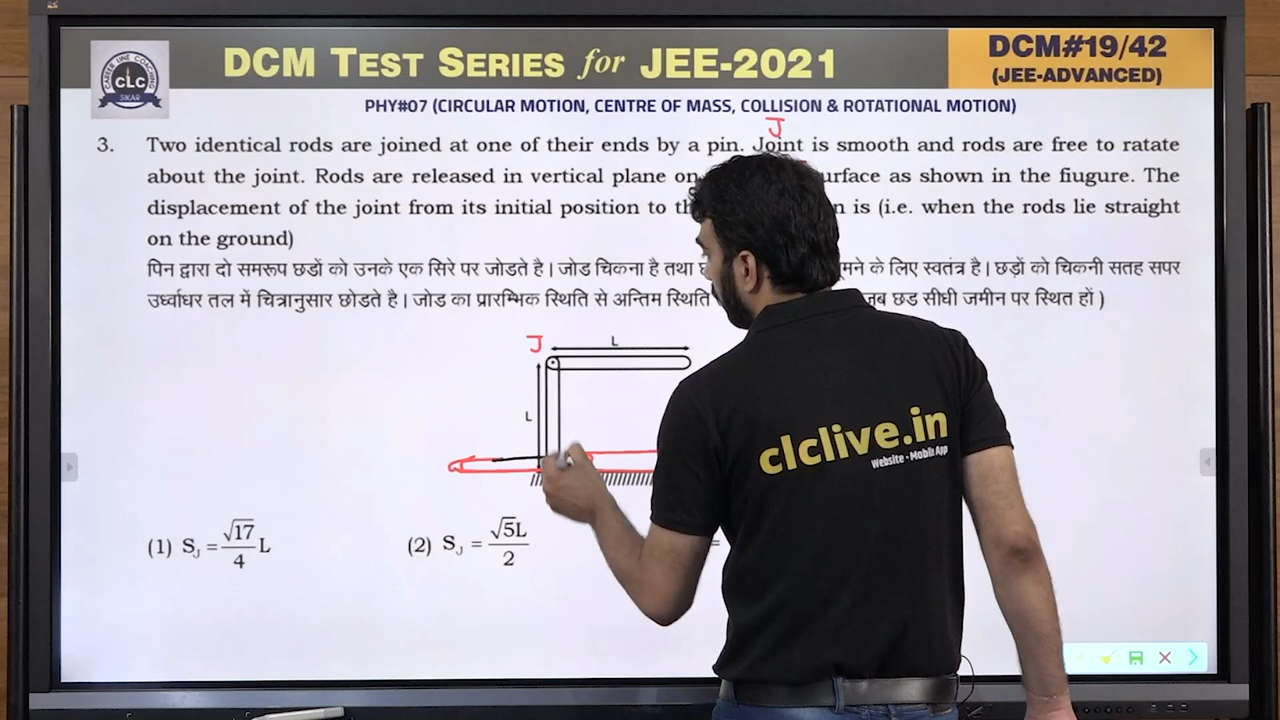 DCM TEST SERIES for JEE-2021
DCM#19/42
(JEE-ADVANCED)
CAREER LINE COACHING
CLC
SIKAR
PHY#07 (CIRCULAR MOTION, CENTRE OF MASS, COLLISION & ROTATIONAL MOTION)
J
3. Two identical rods are joined at one of their ends by a pin. Joint is smooth and rods are free to ratate
about the joint. Rods are released in vertical plane on as shown in the fiugure. The
displacement of the joint from its initial position to is (i.e. when the rods lie straight
on the ground)
पिन द्वारा दो समरूप छडों को उनके एक सिरे पर जोडते है। जोड चिकना है तथा के लिए स्वतंत्र है। छड़ों को चिकनी सतह सपर
उर्ध्वाधर तल में चित्रानुसार छोडते है। जोड का प्रारम्भिक स्थिति से अन्तिम स्थिति जब छड सीधी जमीन पर स्थित हों )
J L
L
(1) S_J = √17/4 L (2) S_J = √5L/2 =
clclive.in
Website • Mobile App